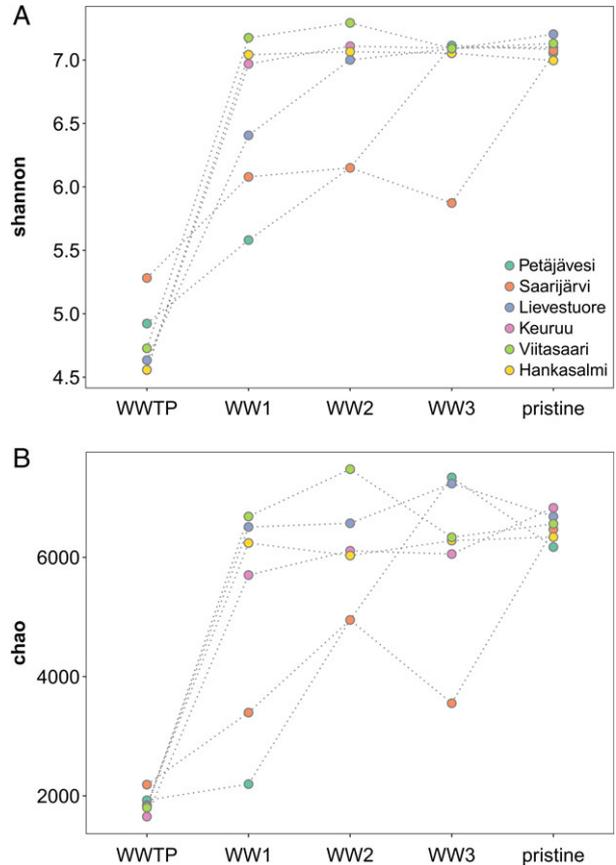 A
shannon
7.0
6.5
6.0
5.5
5.0
4.5
Petäjävesi
Saarijärvi
Lievestuore
Keuruu
Viitasaari
Hankasalmi
WWTP WW1 WW2 WW3 pristine
B
chao
6000
4000
2000
WWTP WW1 WW2 WW3 pristine